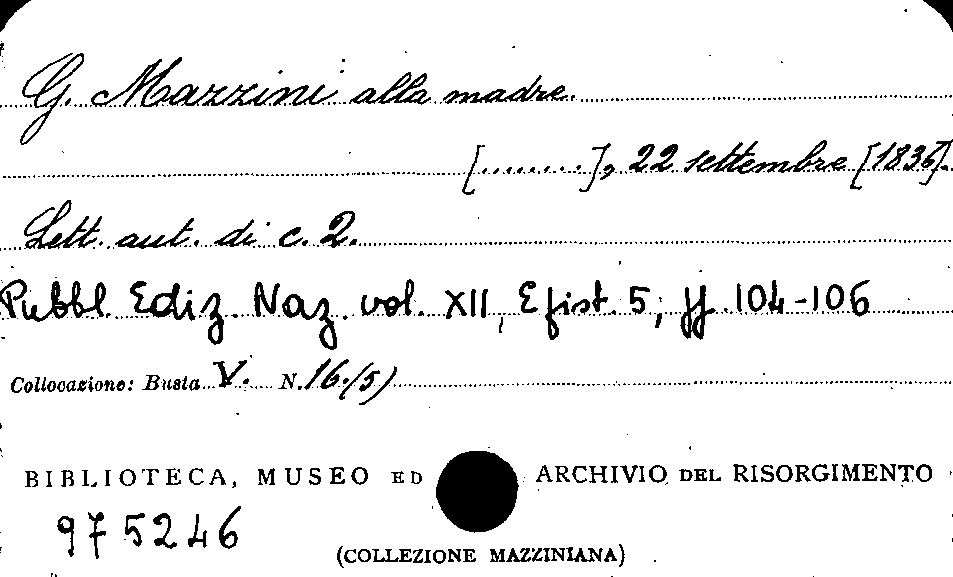 G. Mazzini alla madre.
[.........], 22 settembre [1836].
Lett. aut. di c. 2.
Pubbl. Ediz. Naz. vol. XII, Epist. 5, pp. 104-106
Collocazione: Busta V. N. 16./5)
BIBLIOTECA, MUSEO ED ARCHIVIO DEL RISORGIMENTO
975246
(COLLEZIONE MAZZINIANA)